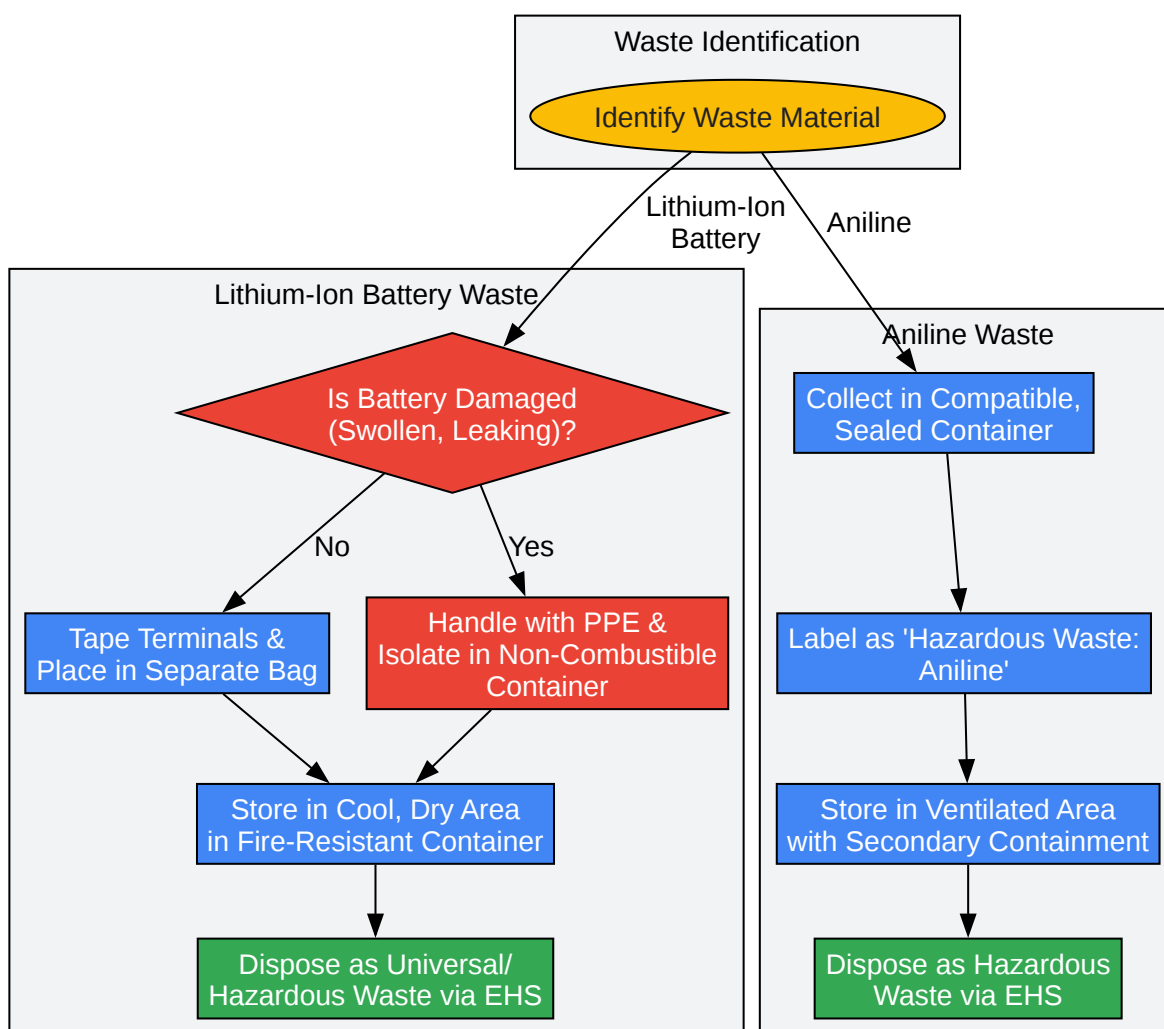 Waste Identification
Identify Waste Material
Lithium-Ion
Battery
Aniline
Lithium-Ion Battery Waste
Is Battery Damaged
(Swollen, Leaking)?
No
Yes
Tape Terminals &
Place in Separate Bag
Handle with PPE &
Isolate in Non-Combustible
Container
Store in Cool, Dry Area
in Fire-Resistant Container
Dispose as Universal/
Hazardous Waste via EHS
Aniline Waste
Collect in Compatible,
Sealed Container
Label as 'Hazardous Waste:
Aniline'
Store in Ventilated Area
with Secondary Containment
Dispose as Hazardous
Waste via EHS